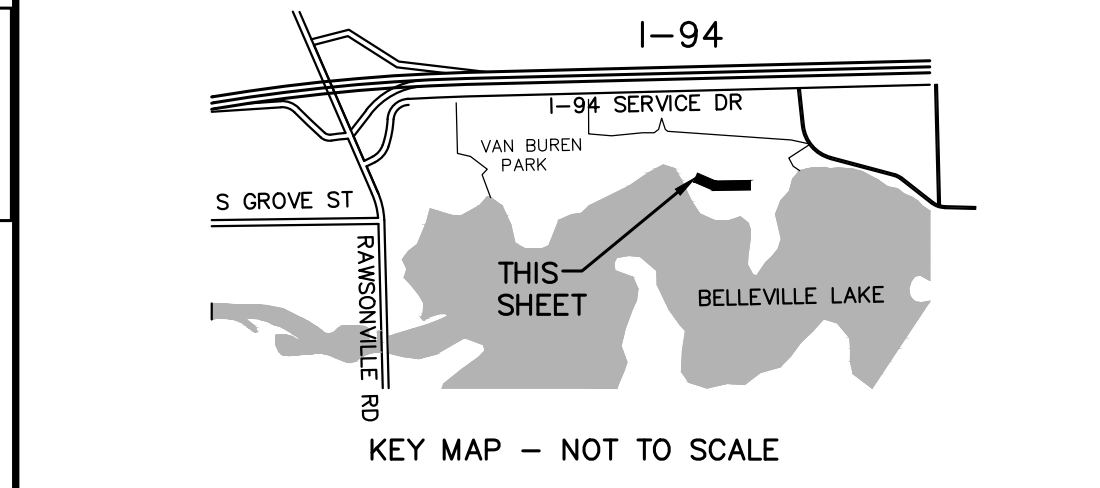 I-94
I-94 SERVICE DR
VAN BUREN
PARK
S GROVE ST
RAWSONVILLE RD
THIS
SHEET
BELLEVILLE LAKE
KEY MAP - NOT TO SCALE